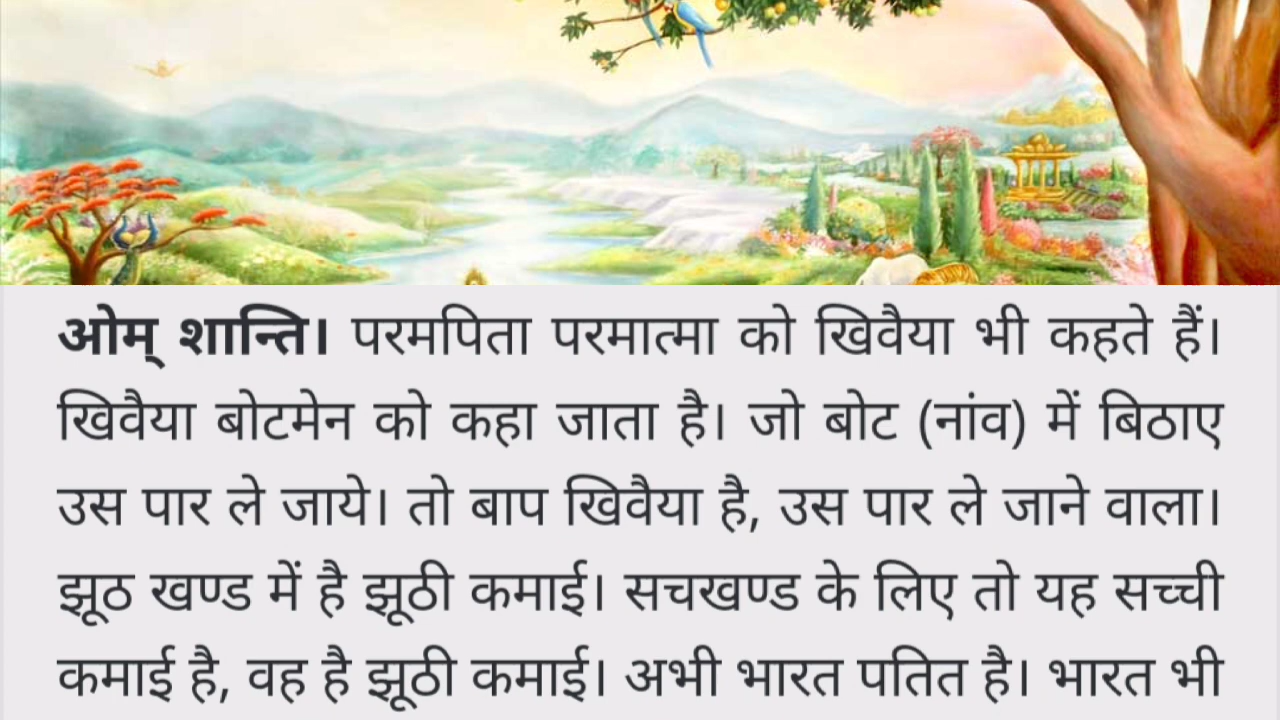 ओम् शान्ति। परमपिता परमात्मा को खिवैया भी कहते हैं।
खिवैया बोटमेन को कहा जाता है। जो बोट (नांव) में बिठाए
उस पार ले जाये। तो बाप खिवैया है, उस पार ले जाने वाला।
झूठ खण्ड में है झूठी कमाई। सचखण्ड के लिए तो यह सच्ची
कमाई है, वह है झूठी कमाई। अभी भारत पतित है। भारत भी